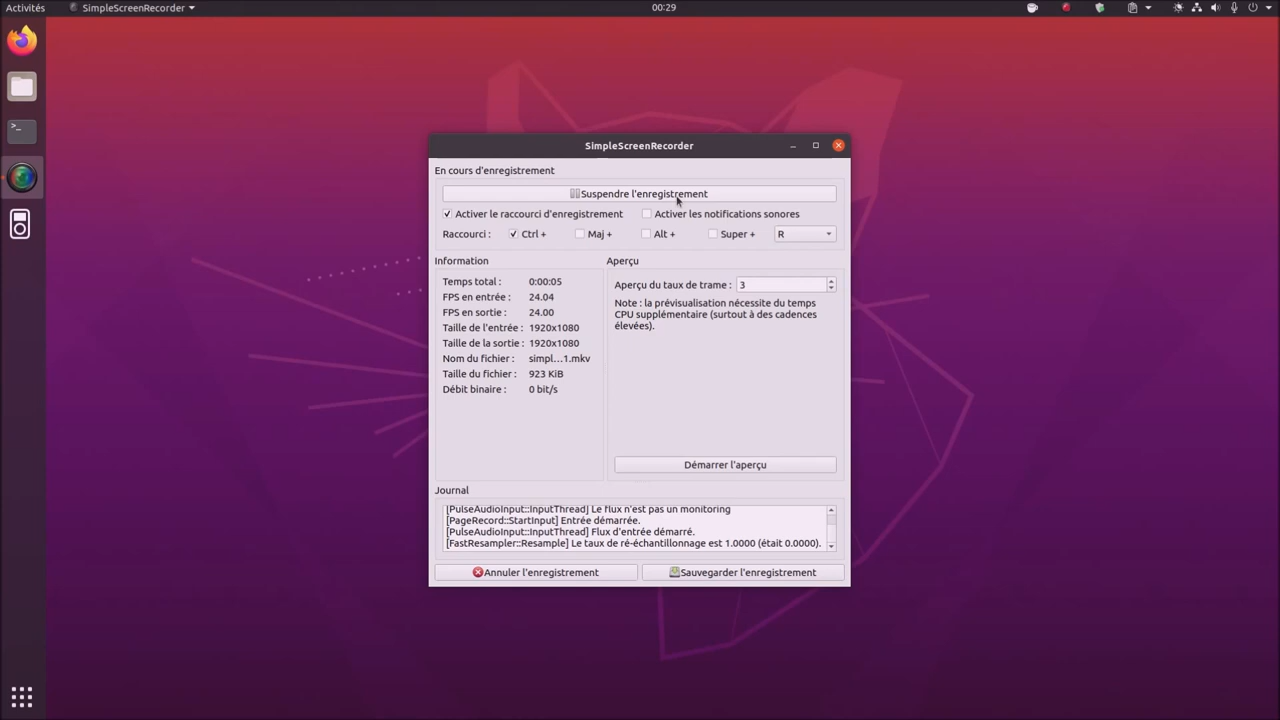 Activités
SimpleScreenRecorder
00:29
>_
SimpleScreenRecorder
En cours d'enregistrement
Suspendre l'enregistrement
Activer le raccourci d'enregistrement
Activer les notifications sonores
Raccourci :
Ctrl +
Maj +
Alt +
Super +
R
Information
Aperçu
Temps total : 0:00:05
FPS en entrée : 24.04
FPS en sortie : 24.00
Taille de l'entrée : 1920x1080
Taille de la sortie : 1920x1080
Nom du fichier : simpl...1.mkv
Taille du fichier : 923 KiB
Débit binaire : 0 bit/s
Aperçu du taux de trame : 3
Note : la prévisualisation nécessite du temps
CPU supplémentaire (surtout à des cadences
élevées).
Démarrer l'aperçu
Journal
[PulseAudioInput::InputThread] Le flux n'est pas un monitoring
[PageRecord::StartInput] Entrée démarrée.
[PulseAudioInput::InputThread] Flux d'entrée démarré.
[FastResampler::Resample] Le taux de ré-échantillonnage est 1.0000 (était 0.0000).
Annuler l'enregistrement
Sauvegarder l'enregistrement